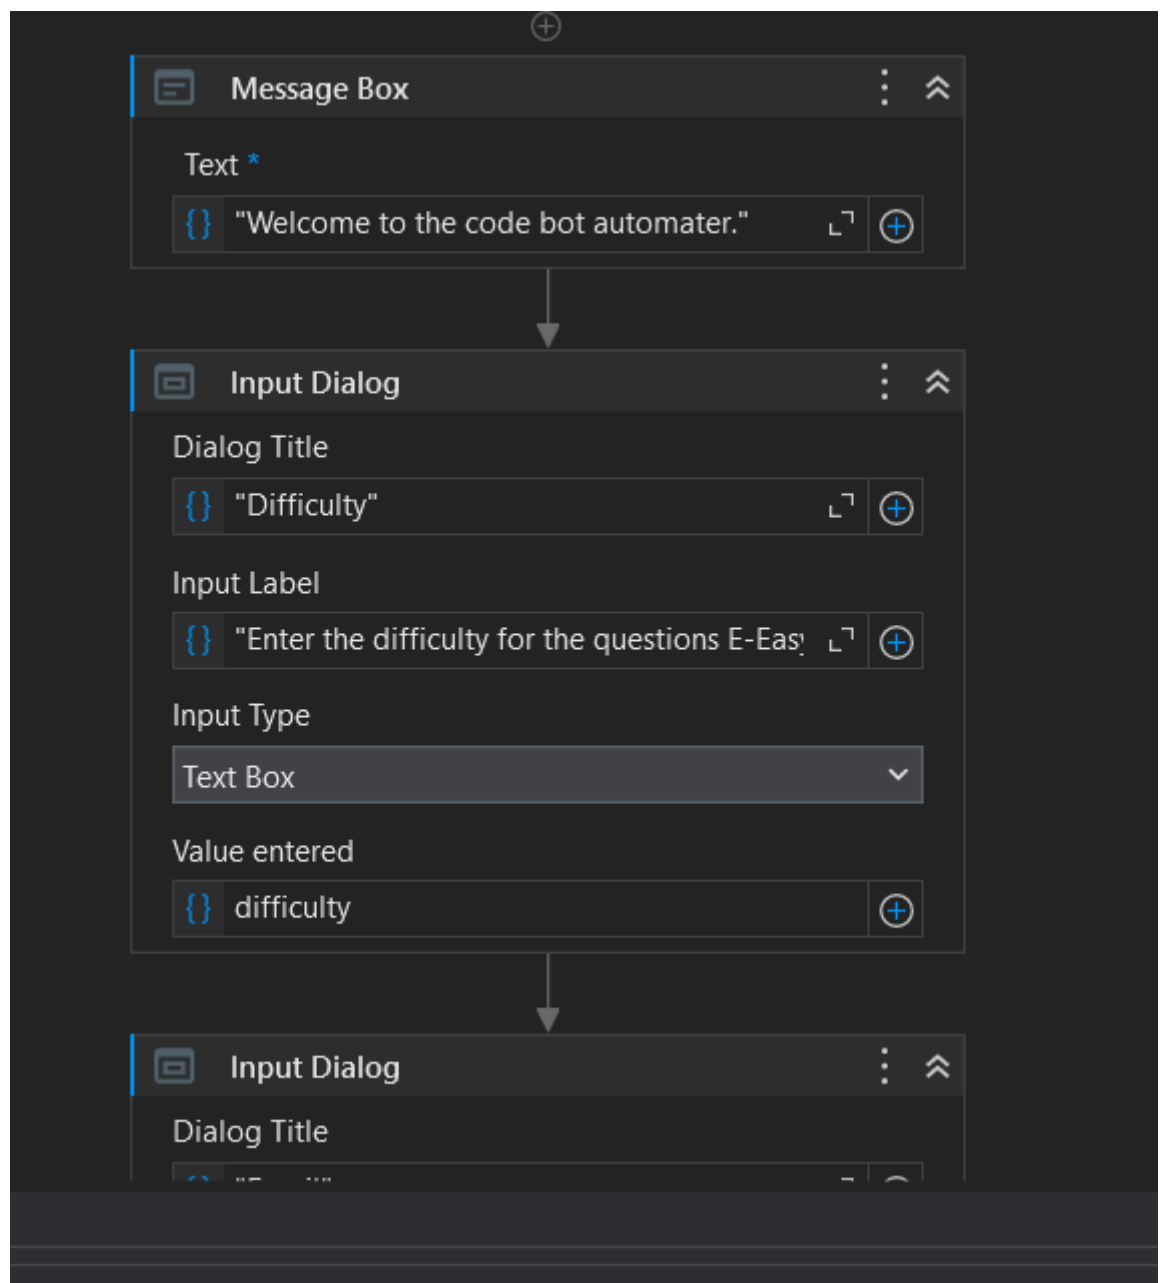 Message Box
Text *
{} "Welcome to the code bot automater."
Input Dialog
Dialog Title
{} "Difficulty"
Input Label
{} "Enter the difficulty for the questions E-Easy
Input Type
Text Box
Value entered
{} difficulty
Input Dialog
Dialog Title